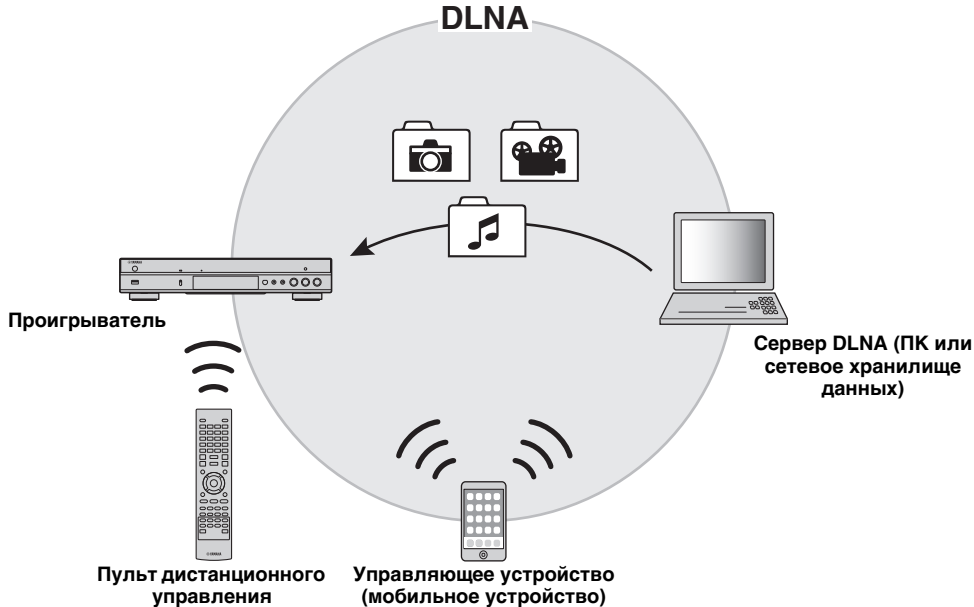 DLNA
Проигрыватель
Сервер DLNA (ПК или
сетевое хранилище
данных)
Пульт дистанционного
управления
Управляющее устройство
(мобильное устройство)